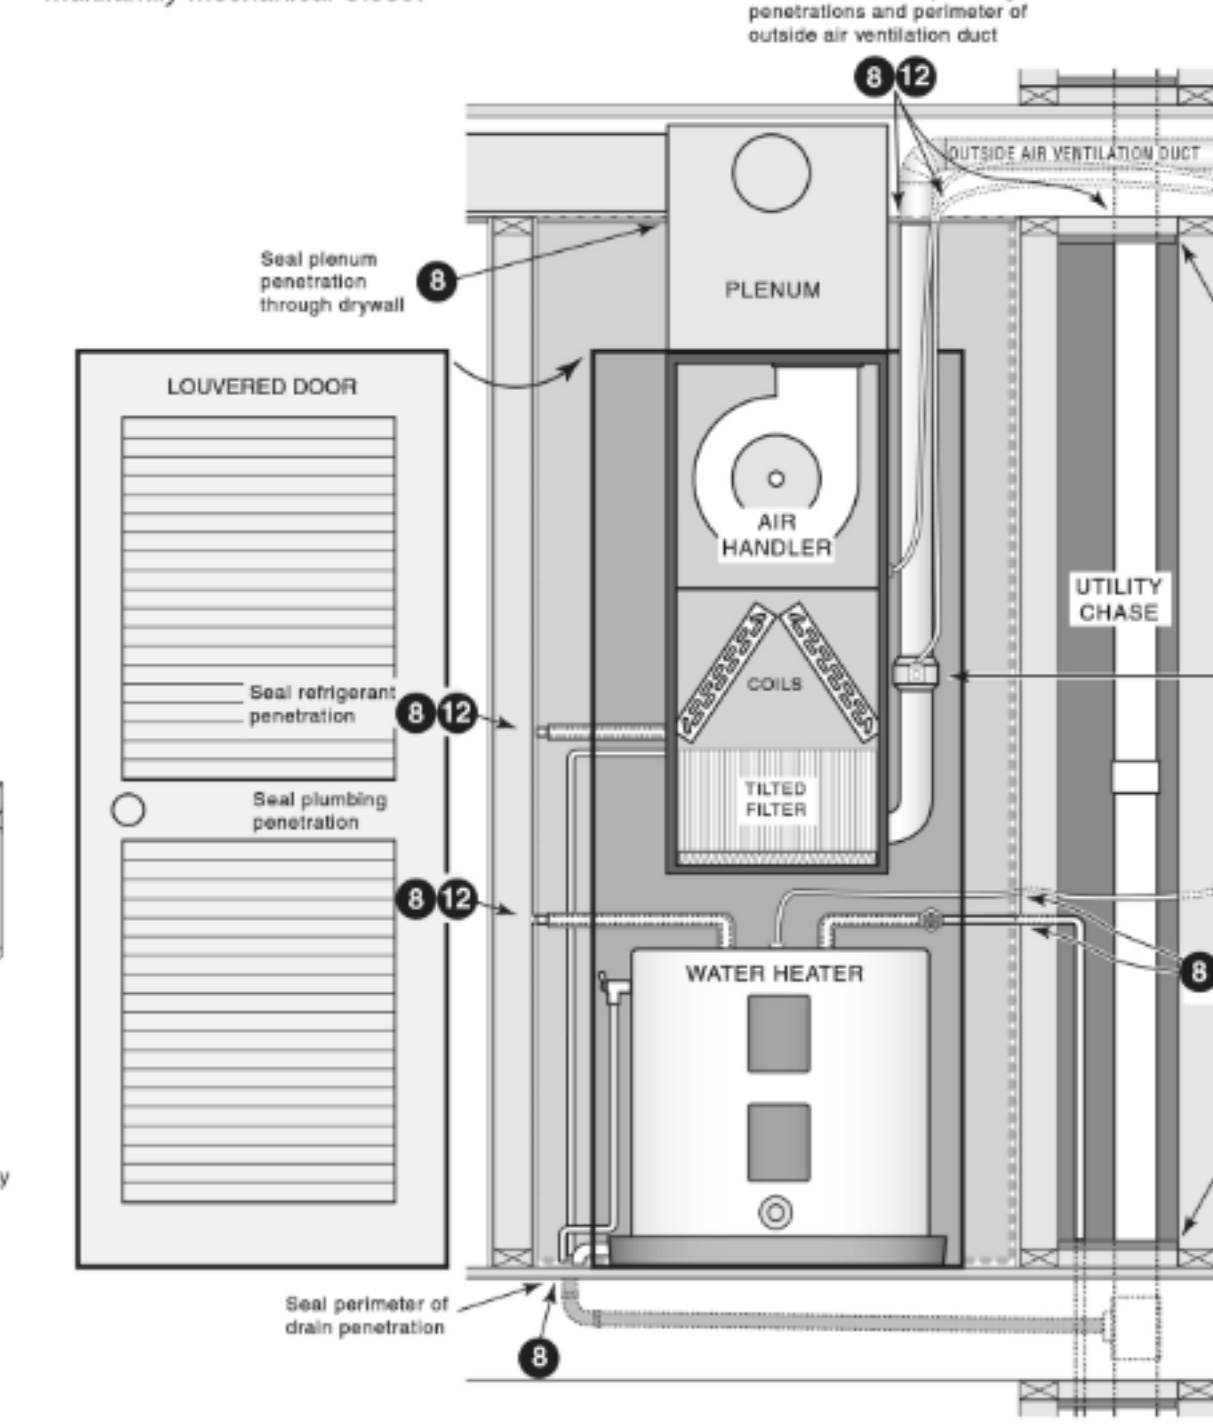 penetrations and perimeter of
outside air ventilation duct
8 12
OUTSIDE AIR VENTILATION DUCT
Seal plenum
penetration
through drywall
8
PLENUM
LOUVERED DOOR
AIR
HANDLER
UTILITY
CHASE
COILS
Seal refrigerant
penetration
8 12
TILTED
FILTER
Seal plumbing
penetration
8 12
8
WATER HEATER
Seal perimeter of
drain penetration
8
y